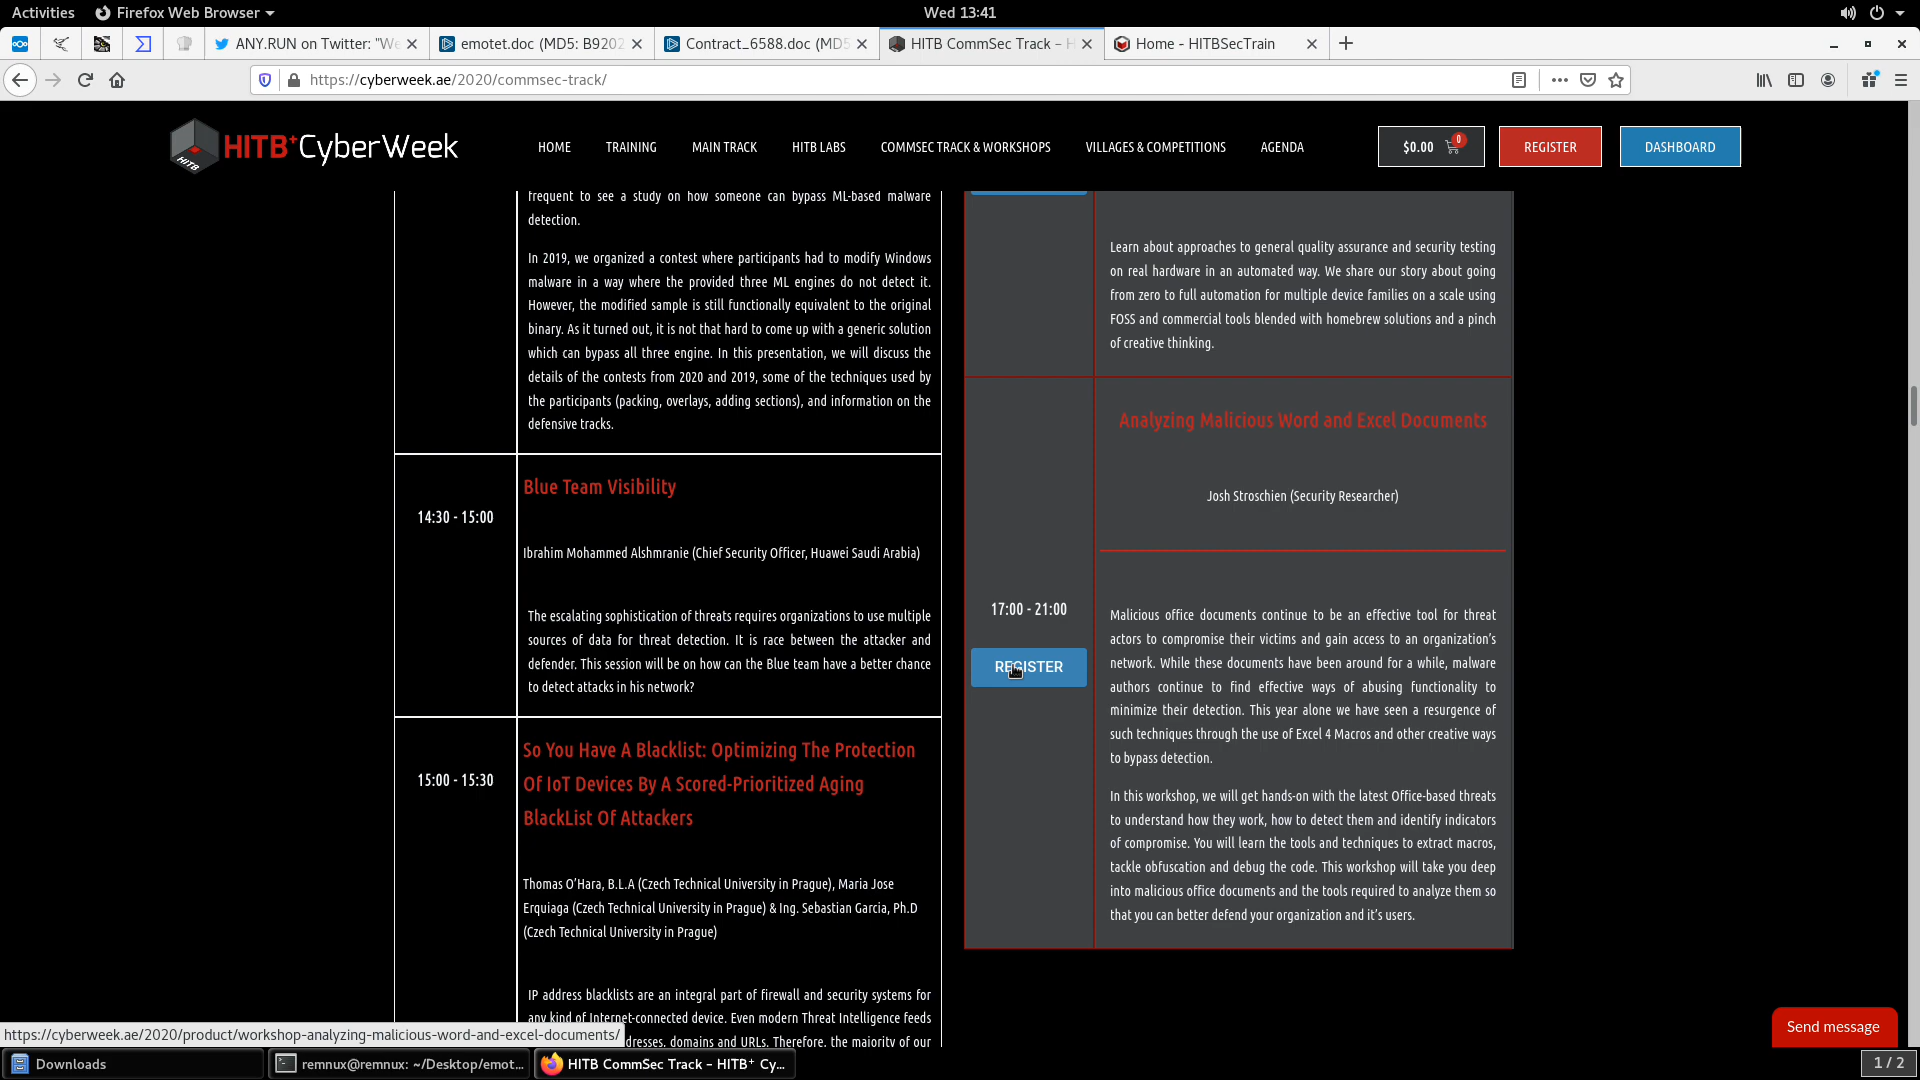 Activities
Firefox Web Browser
Wed 13:41
ANY.RUN on Twitter: "We
emotet.doc (MD5: B9202
Contract_6588.doc (MD5
HITB CommSec Track – H
Home - HITBSecTrain
https://cyberweek.ae/2020/commsec-track/
HITB
HITB+CyberWeek
HOME
TRAINING
MAIN TRACK
HITB LABS
COMMSEC TRACK & WORKSHOPS
VILLAGES & COMPETITIONS
AGENDA
$0.00
0
REGISTER
DASHBOARD
frequent to see a study on how someone can bypass ML-based malware
detection.
In 2019, we organized a contest where participants had to modify Windows
malware in a way where the provided three ML engines do not detect it.
However, the modified sample is still functionally equivalent to the original
binary. As it turned out, it is not that hard to come up with a generic solution
which can bypass all three engine. In this presentation, we will discuss the
details of the contests from 2020 and 2019, some of the techniques used by
the participants (packing, overlays, adding sections), and information on the
defensive tracks.
14:30 - 15:00
Blue Team Visibility
Ibrahim Mohammed Alshmranie (Chief Security Officer, Huawei Saudi Arabia)
The escalating sophistication of threats requires organizations to use multiple
sources of data for threat detection. It is race between the attacker and
defender. This session will be on how can the Blue team have a better chance
to detect attacks in his network?
15:00 - 15:30
So You Have A Blacklist: Optimizing The Protection
Of IoT Devices By A Scored-Prioritized Aging
BlackList Of Attackers
Thomas O’Hara, B.L.A (Czech Technical University in Prague), Maria Jose
Erquiaga (Czech Technical University in Prague) & Ing. Sebastian Garcia, Ph.D
(Czech Technical University in Prague)
IP address blacklists are an integral part of firewall and security systems for
any kind of Internet-connected device. Even modern Threat Intelligence feeds
dresses, domains and URLs. Therefore, the majority of our
Learn about approaches to general quality assurance and security testing
on real hardware in an automated way. We share our story about going
from zero to full automation for multiple device families on a scale using
FOSS and commercial tools blended with homebrew solutions and a pinch
of creative thinking.
Analyzing Malicious Word and Excel Documents
Josh Stroschien (Security Researcher)
17:00 - 21:00
REGISTER
Malicious office documents continue to be an effective tool for threat
actors to compromise their victims and gain access to an organization’s
network. While these documents have been around for a while, malware
authors continue to find effective ways of abusing functionality to
minimize their detection. This year alone we have seen a resurgence of
such techniques through the use of Excel 4 Macros and other creative ways
to bypass detection.
In this workshop, we will get hands-on with the latest Office-based threats
to understand how they work, how to detect them and identify indicators
of compromise. You will learn the tools and techniques to extract macros,
tackle obfuscation and debug the code. This workshop will take you deep
into malicious office documents and the tools required to analyze them so
that you can better defend your organization and it’s users.
Send message
https://cyberweek.ae/2020/product/workshop-analyzing-malicious-word-and-excel-documents/
Downloads
remnux@remnux: ~/Desktop/emot...
HITB CommSec Track – HITB⁺ Cy...
1 / 2